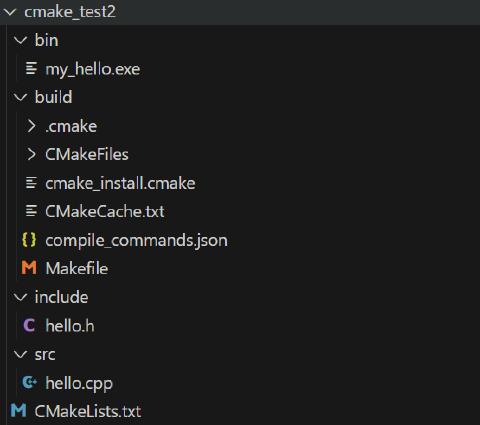 cmake_test2
bin
my_hello.exe
build
.cmake
CMakeFiles
cmake_install.cmake
CMakeCache.txt
{} compile_commands.json
M Makefile
include
C hello.h
src
C++ hello.cpp
M CMakeLists.txt